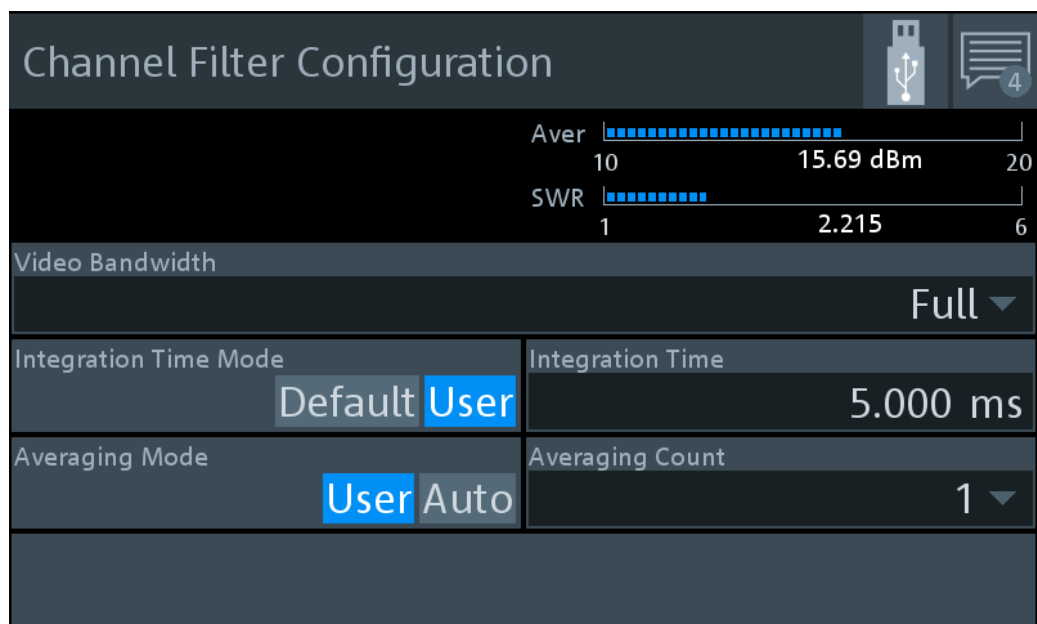 Channel Filter Configuration
4
Aver
10 15.69 dBm 20
SWR
1 2.215 6
Video Bandwidth
Full
Integration Time Mode Integration Time
Default User 5.000 ms
Averaging Mode Averaging Count
User Auto 1